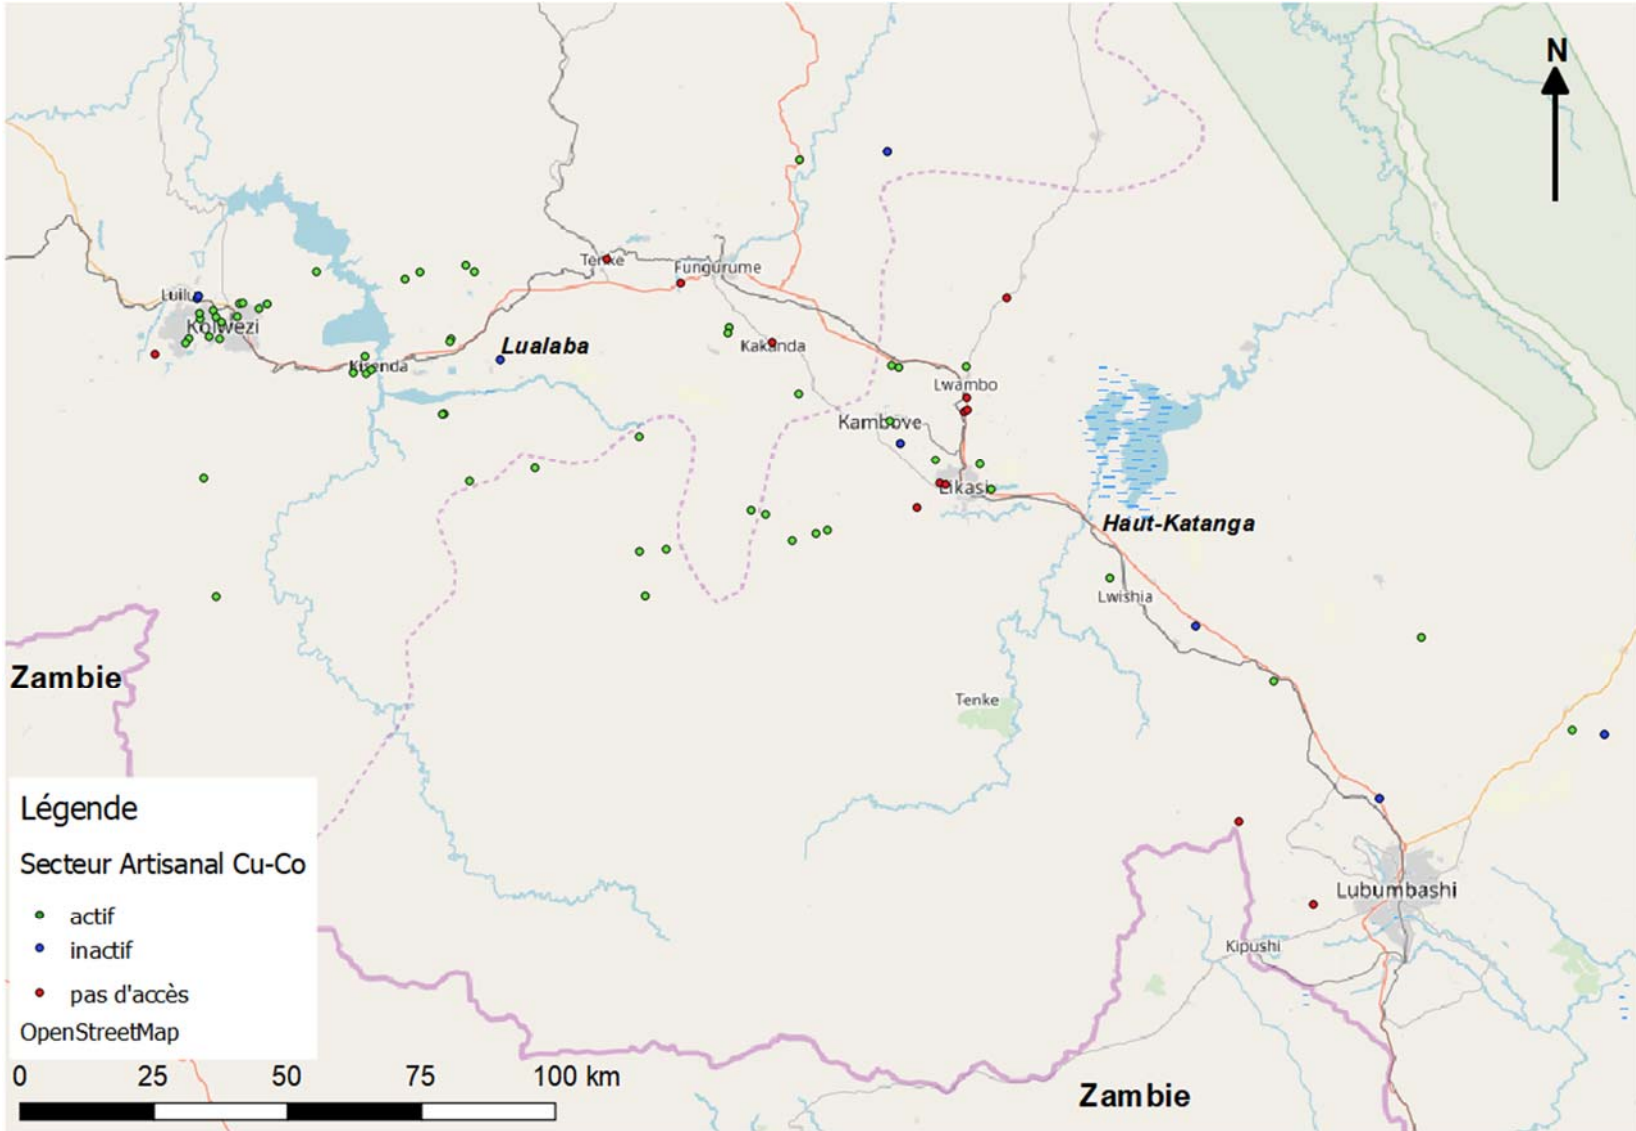 N
Tenke
Fungurume
Luilu
Kolwezi
Lualaba
Kakanda
Kisenda
Lwambo
Kambove
Likasi
Haut-Katanga
Lwishia
Zambie
Tenke
Légende
Secteur Artisanal Cu-Co
actif
inactif
pas d'accès
OpenStreetMap
Lubumbashi
Kipushi
0 25 50 75 100 km
Zambie